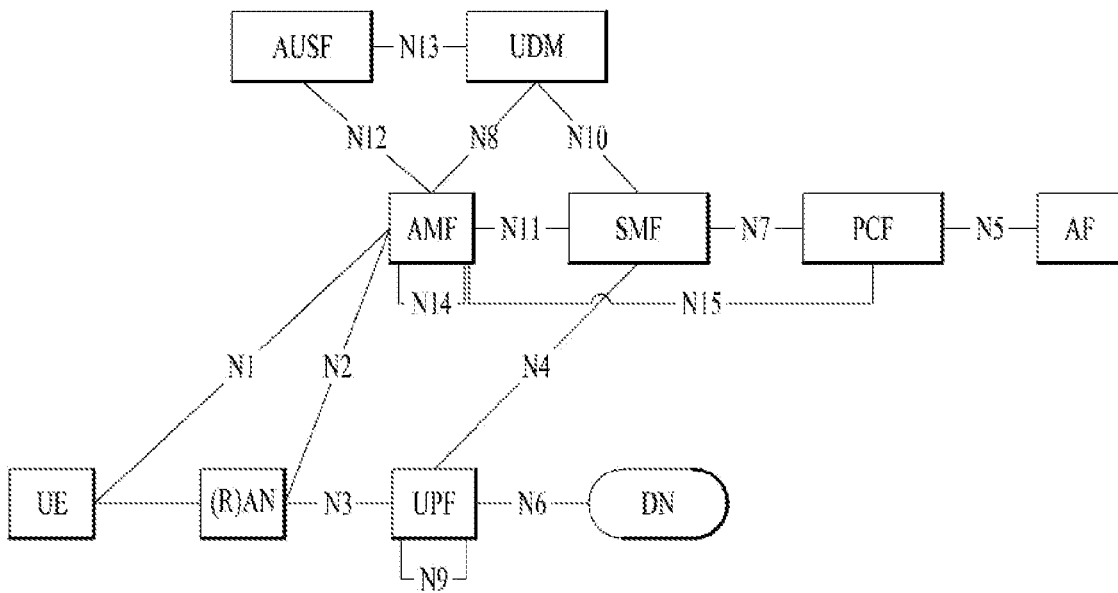 AUSF N13 UDM
N12 N8 N10
AMF N11 SMF N7 PCF N5 AF
N14 N15
N1 N2 N4
UE (R)AN N3 UPF N6 DN
N9